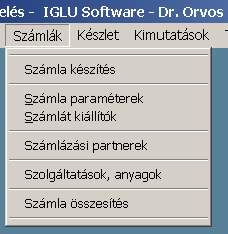 elés - IGLU Software - Dr. Orvos
Számlák Készlet Kimutatások
Számla készítés
Számla paraméterek
Számlát kiállítók
Számlázási partnerek
Szolgáltatások, anyagok
Számla összesítés